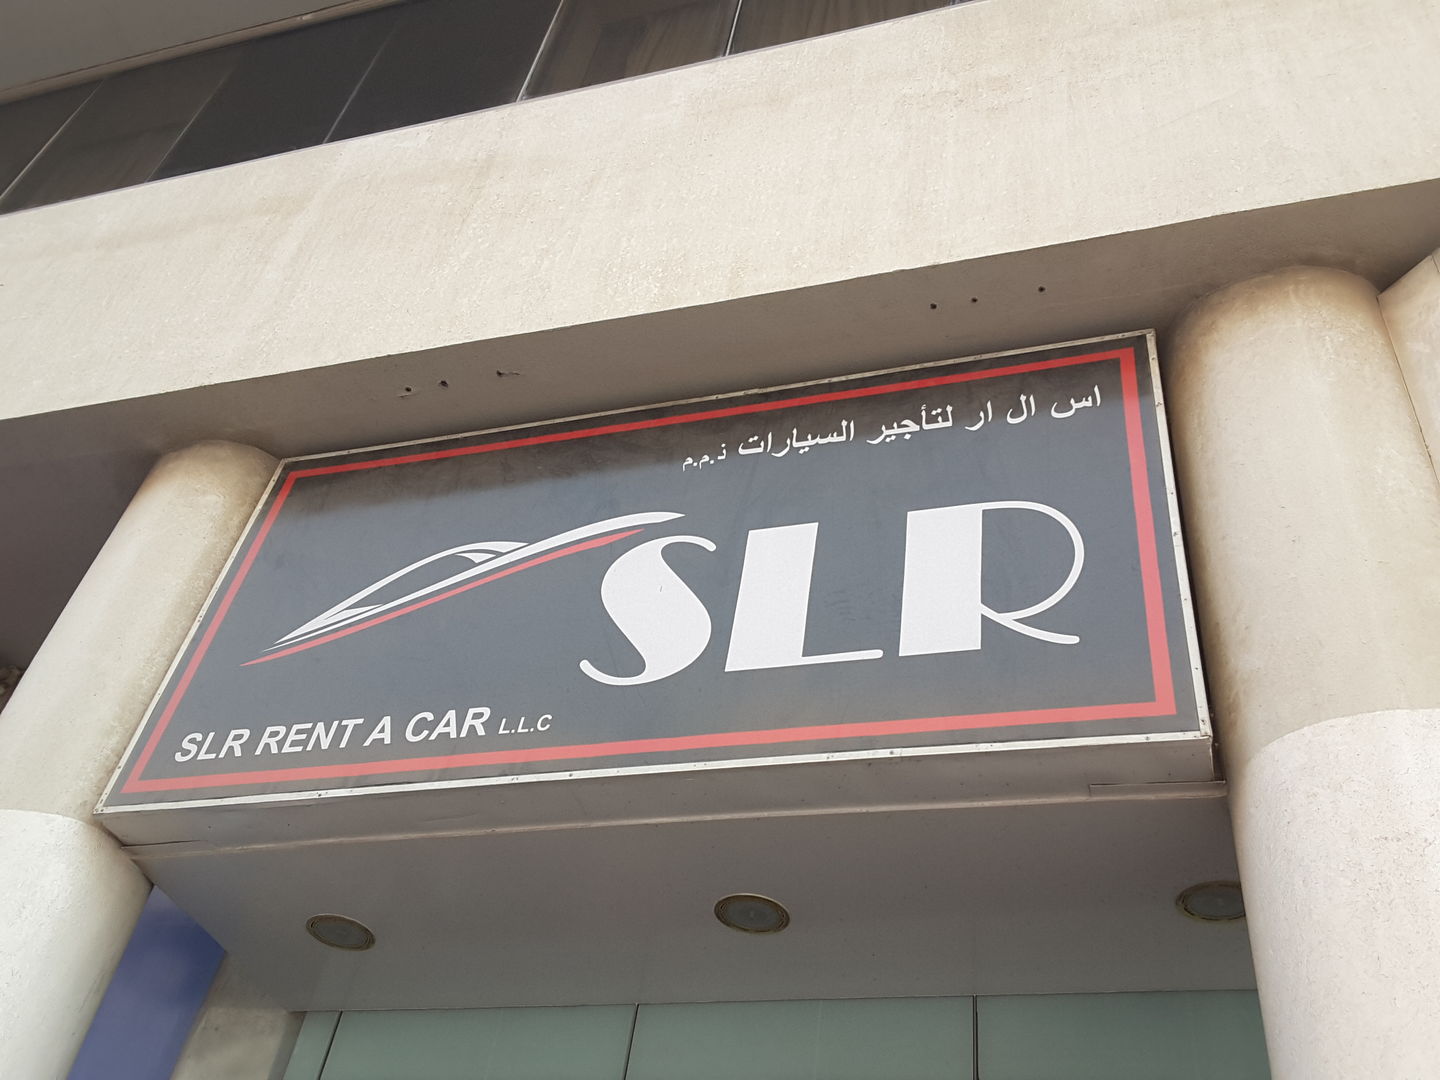 اس ال ار لتأجير السيارات ذ.م.م
SLR
SLR RENT A CAR L.L.C